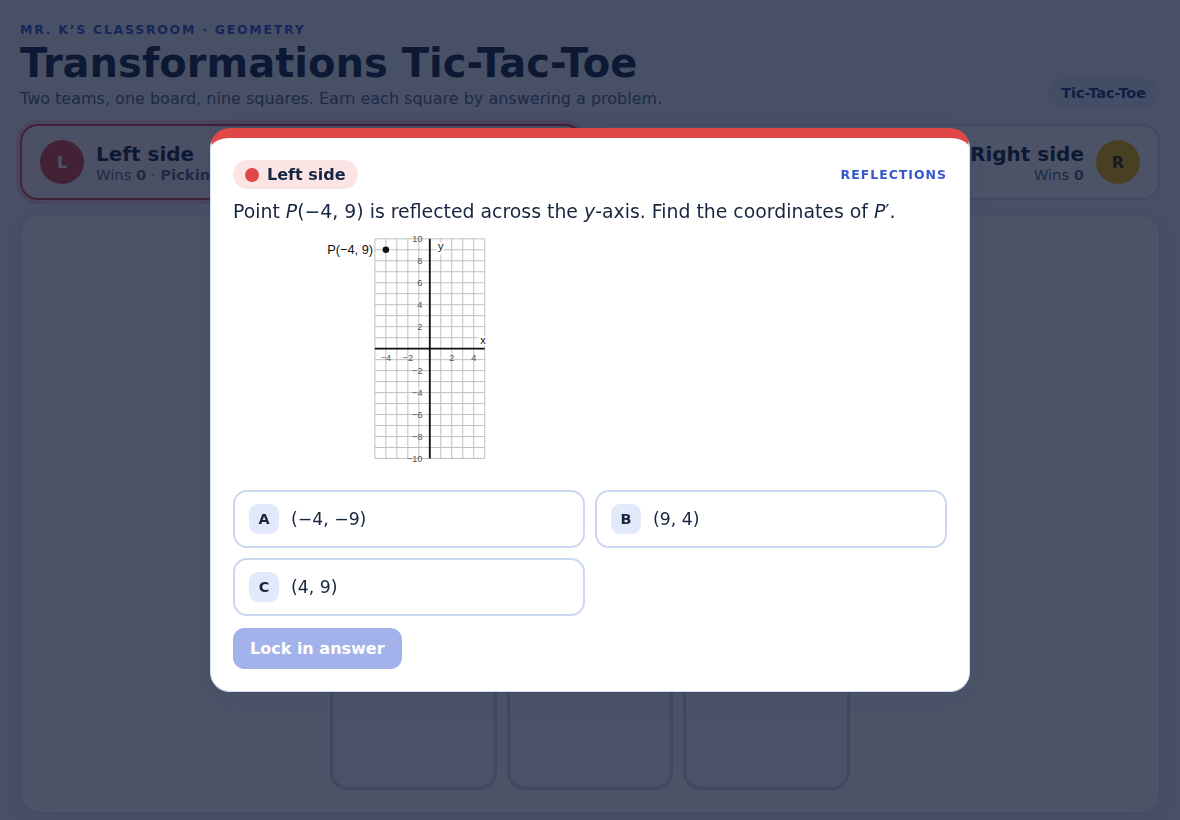 MR. K’S CLASSROOM · GEOMETRY
Transformations Tic-Tac-Toe
Two teams, one board, nine squares. Earn each square by answering a problem.
Tic-Tac-Toe
L
Left side
Wins 0 · Pickin
Right side
Wins 0
R
Left side
REFLECTIONS
Point P(−4, 9) is reflected across the y-axis. Find the coordinates of P′.
P(−4, 9)
y
x
10
8
6
4
2
−4 −2 2 4
−2
−4
−6
−8
−10
A (−4, −9)
B (9, 4)
C (4, 9)
Lock in answer